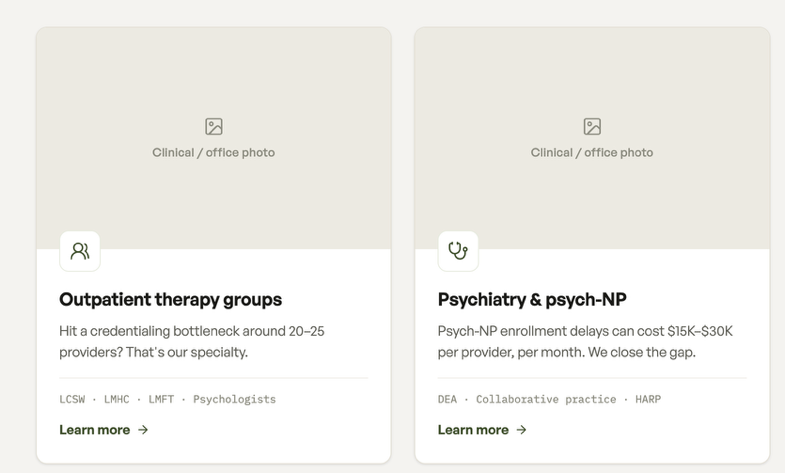 Clinical / office photo
Clinical / office photo
Outpatient therapy groups
Hit a credentialing bottleneck around 20–25
providers? That's our specialty.
LCSW · LMHC · LMFT · Psychologists
Learn more →
Psychiatry & psych-NP
Psych-NP enrollment delays can cost $15K–$30K
per provider, per month. We close the gap.
DEA · Collaborative practice · HARP
Learn more →